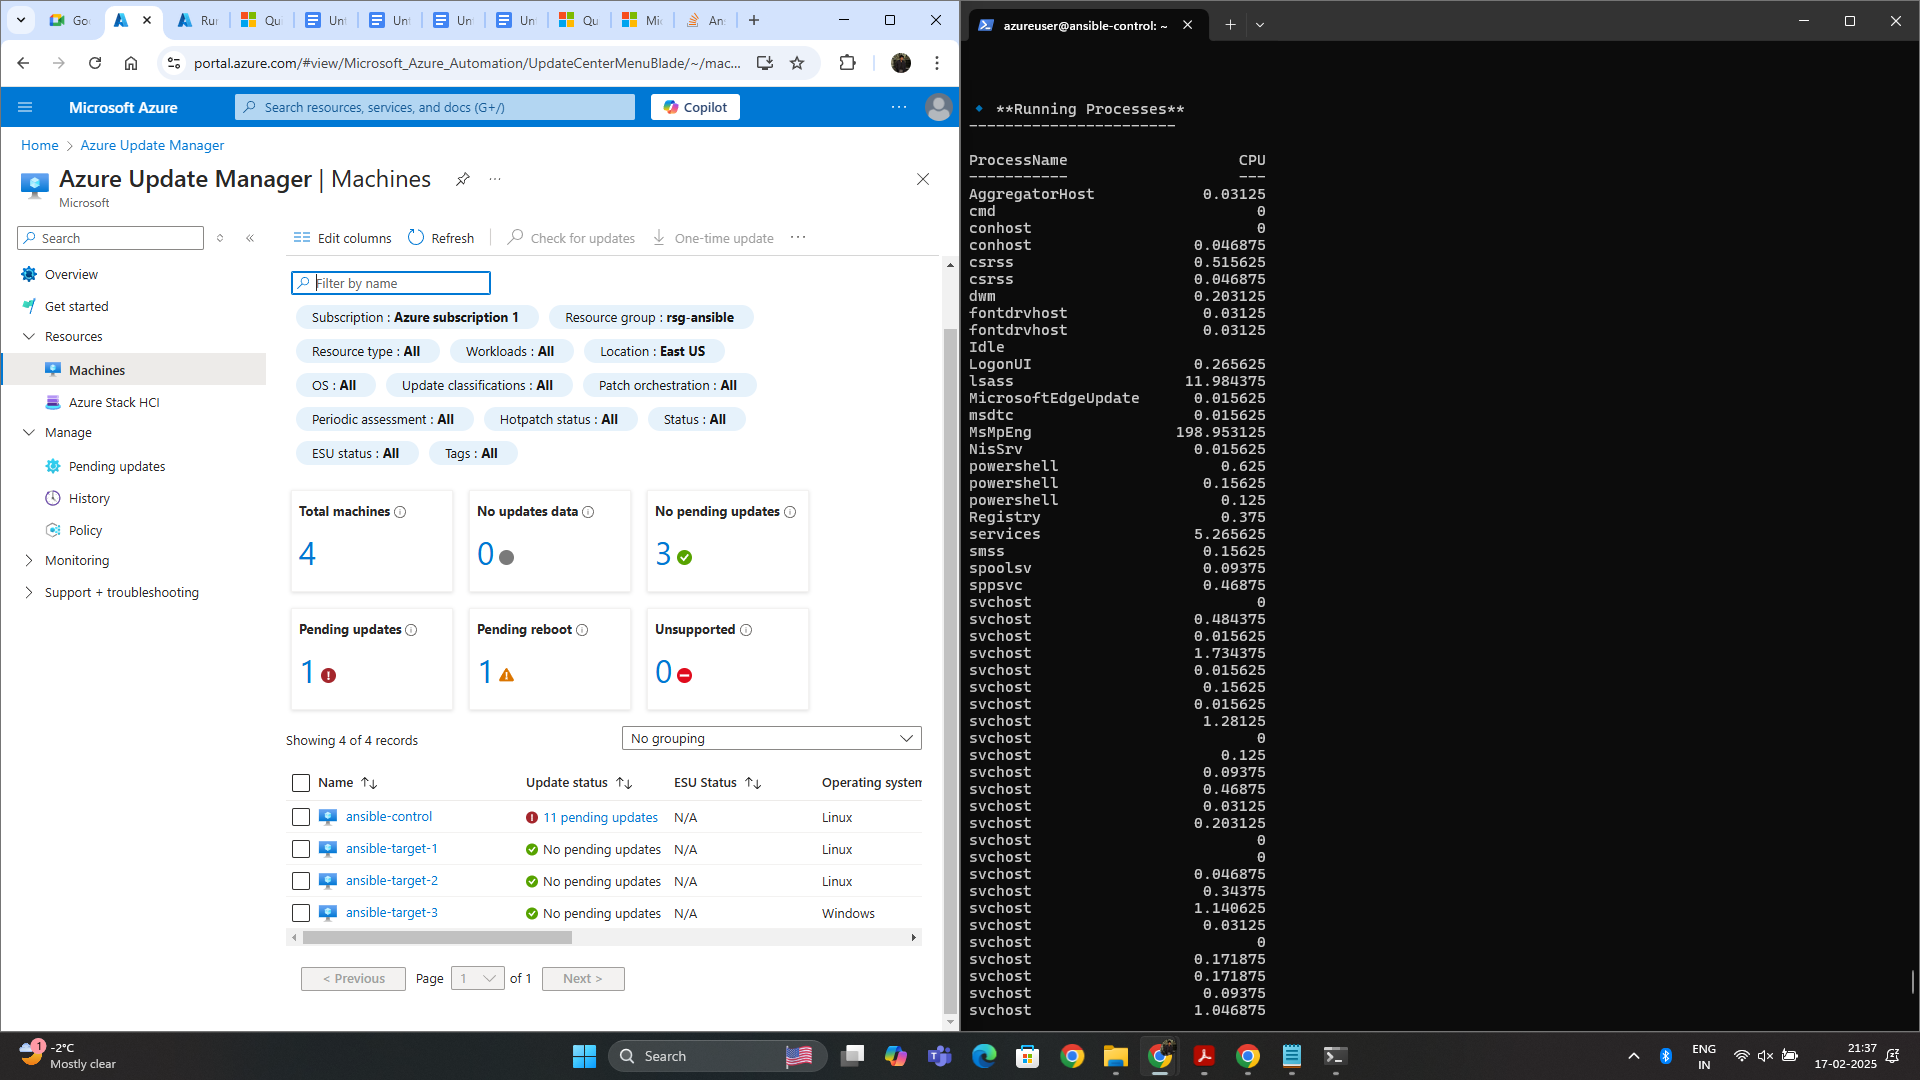 Goo
Run
Qui
Unt
Unt
Unt
Unt
Qui
Mic
Ans
portal.azure.com/#view/Microsoft_Azure_Automation/UpdateCenterMenuBlade/~/mac...
Microsoft Azure
Search resources, services, and docs (G+/)
Copilot
Home > Azure Update Manager
Azure Update Manager | Machines
Microsoft
Search
Overview
Get started
Resources
Machines
Azure Stack HCI
Manage
Pending updates
History
Policy
Monitoring
Support + troubleshooting
Edit columns Refresh Check for updates One-time update
Filter by name
Subscription : Azure subscription 1 Resource group : rsg-ansible
Resource type : All Workloads : All Location : East US
OS : All Update classifications : All Patch orchestration : All
Periodic assessment : All Hotpatch status : All Status : All
ESU status : All Tags : All
Total machines No updates data No pending updates
4 0 3
Pending updates Pending reboot Unsupported
1 1 0
Showing 4 of 4 records No grouping
Name Update status ESU Status Operating system
ansible-control 11 pending updates N/A Linux
ansible-target-1 No pending updates N/A Linux
ansible-target-2 No pending updates N/A Linux
ansible-target-3 No pending updates N/A Windows
< Previous Page 1 of 1 Next >
azureuser@ansible-control: ~
**Running Processes**
-----------------------
ProcessName CPU
----------- ---
AggregatorHost 0.03125
cmd 0
conhost 0
conhost 0.046875
csrss 0.515625
csrss 0.046875
dwm 0.203125
fontdrvhost 0.03125
fontdrvhost 0.03125
Idle
LogonUI 0.265625
lsass 11.984375
MicrosoftEdgeUpdate 0.015625
msdtc 0.015625
MsMpEng 198.953125
NisSrv 0.015625
powershell 0.625
powershell 0.15625
powershell 0.125
Registry 0.375
services 5.265625
smss 0.15625
spoolsv 0.09375
sppsvc 0.46875
svchost 0
svchost 0.484375
svchost 0.015625
svchost 1.734375
svchost 0.015625
svchost 0.15625
svchost 0.015625
svchost 1.28125
svchost 0
svchost 0.125
svchost 0.09375
svchost 0.46875
svchost 0.03125
svchost 0.203125
svchost 0
svchost 0
svchost 0.046875
svchost 0.34375
svchost 1.140625
svchost 0.03125
svchost 0
svchost 0.171875
svchost 0.171875
svchost 0.09375
svchost 1.046875
1
-2°C
Mostly clear
Search
ENG
IN
21:37
17-02-2025